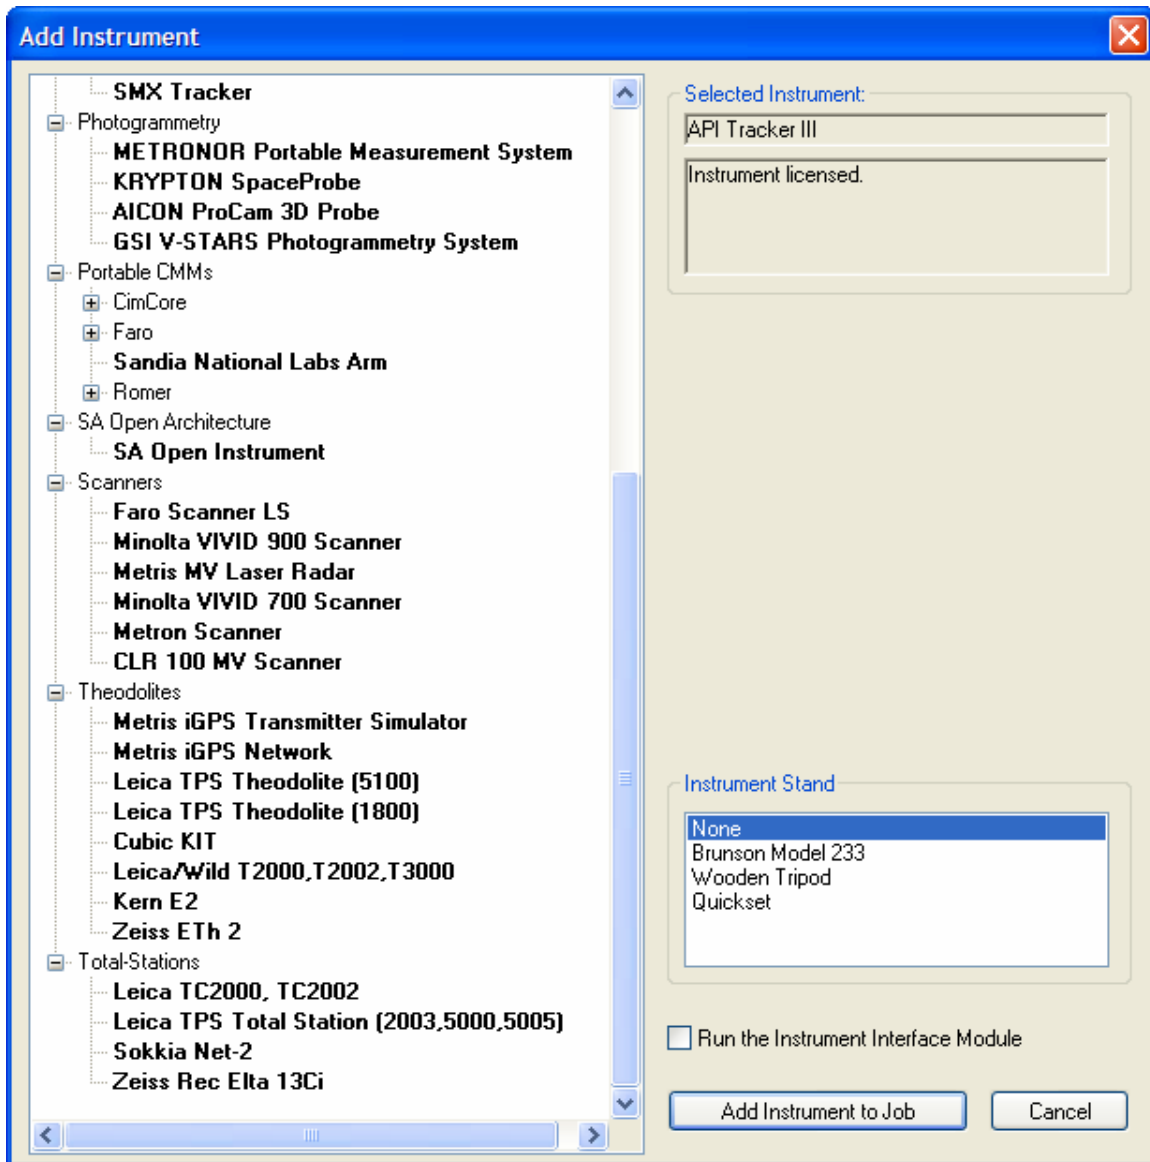 Add Instrument
SMX Tracker
Photogrammetry
METRONOR Portable Measurement System
KRYPTON SpaceProbe
AICON ProCam 3D Probe
GSI V-STARS Photogrammetry System
Portable CMMs
CimCore
Faro
Sandia National Labs Arm
Romer
SA Open Architecture
SA Open Instrument
Scanners
Faro Scanner LS
Minolta VIVID 900 Scanner
Metris MV Laser Radar
Minolta VIVID 700 Scanner
Metron Scanner
CLR 100 MV Scanner
Theodolites
Metris iGPS Transmitter Simulator
Metris iGPS Network
Leica TPS Theodolite (5100)
Leica TPS Theodolite (1800)
Cubic KIT
Leica/Wild T2000,T2002,T3000
Kern E2
Zeiss ETh 2
Total-Stations
Leica TC2000, TC2002
Leica TPS Total Station (2003,5000,5005)
Sokkia Net-2
Zeiss Rec Elta 13Ci
Selected Instrument:
API Tracker III
Instrument licensed.
Instrument Stand
None
Brunson Model 233
Wooden Tripod
Quickset
Run the Instrument Interface Module
Add Instrument to Job
Cancel